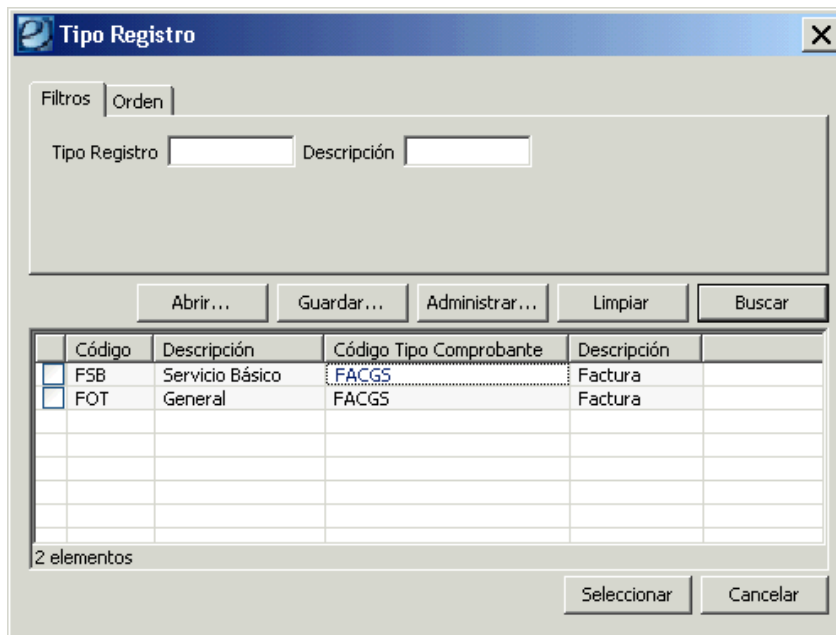 Tipo Registro
Filtros Orden
Tipo Registro Descripción
Abrir... Guardar... Administrar... Limpiar Buscar
Código Descripción Código Tipo Comprobante Descripción
FSB Servicio Básico FACGS Factura
FOT General FACGS Factura
2 elementos
Seleccionar Cancelar